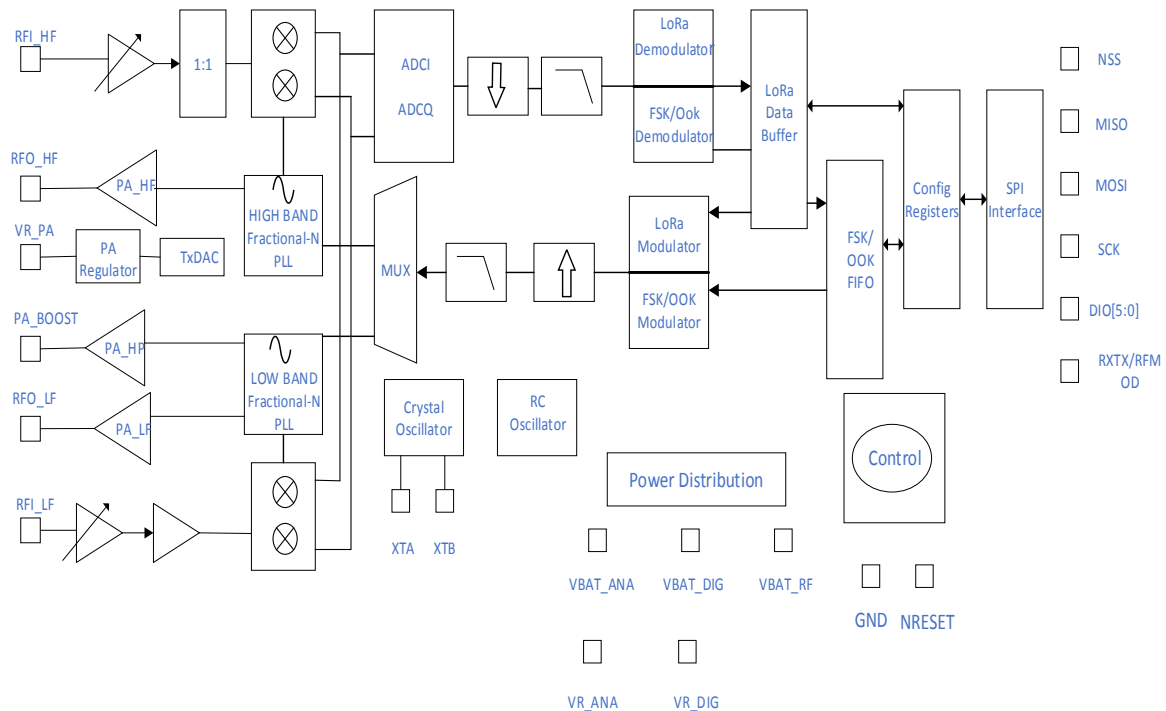 RFI_HF
1:1
ADCI
ADCQ
LoRa
Demodulator
FSK/Ook
Demodulator
LoRa
Data
Buffer
NSS
MISO
MOSI
SCK
DIO[5:0]
RXTX/RFM
OD
Config
Registers
SPI
Interface
RFO_HF
PA_HF
VR_PA
PA
Regulator
TxDAC
HIGH BAND
Fractional-N
PLL
MUX
LoRa
Modulator
FSK/OOK
Modulator
FSK/
OOK
FIFO
PA_BOOST
PA_HP
RFO_LF
PA_LF
LOW BAND
Fractional-N
PLL
Crystal
Oscillator
RC
Oscillator
Control
Power Distribution
RFI_LF
XTA
XTB
VBAT_ANA
VBAT_DIG
VBAT_RF
GND
NRESET
VR_ANA
VR_DIG